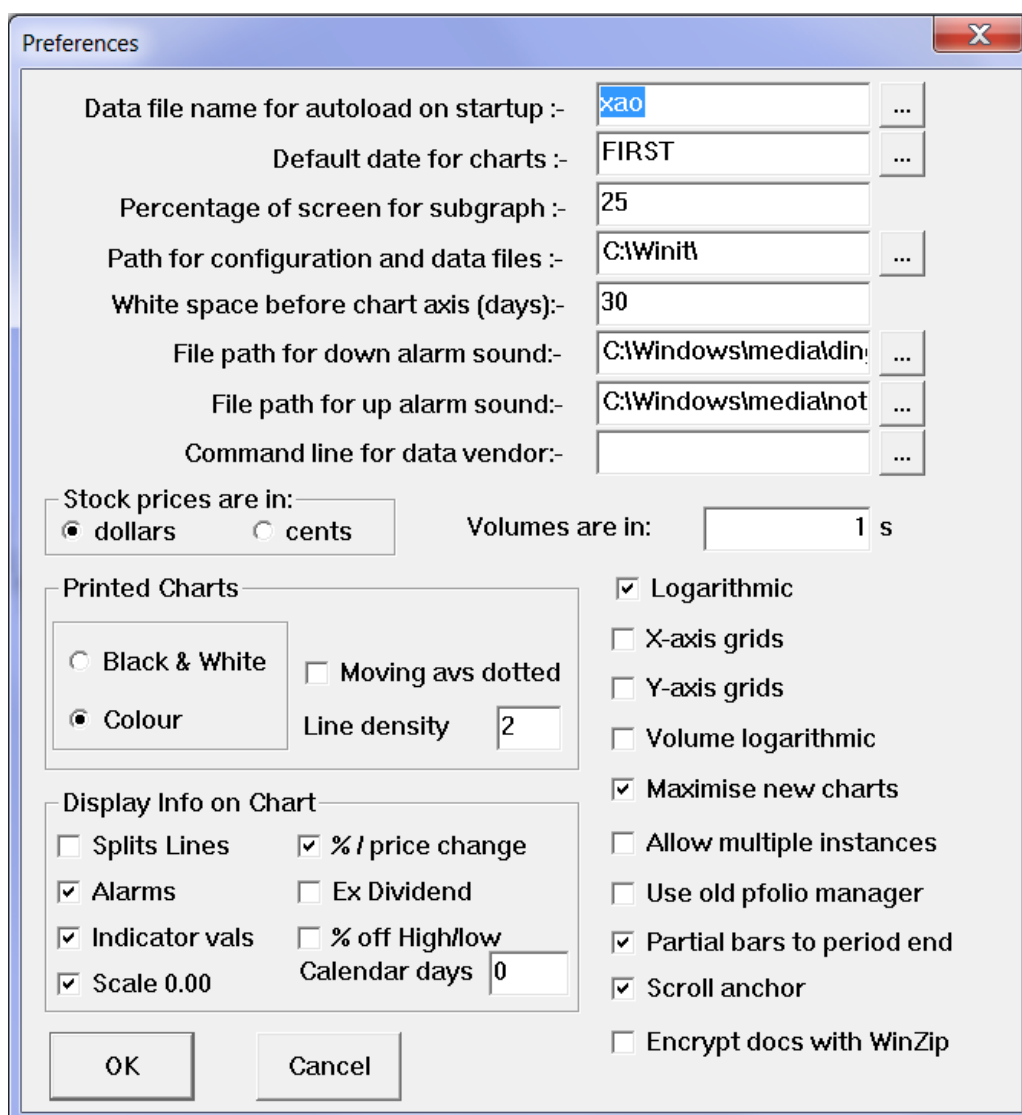 Preferences
X
Data file name for autoload on startup :- xao ...
Default date for charts :- FIRST ...
Percentage of screen for subgraph :- 25
Path for configuration and data files :- C:\Winit\ ...
White space before chart axis (days):- 30
File path for down alarm sound:- C:\Windows\media\din ...
File path for up alarm sound:- C:\Windows\media\not ...
Command line for data vendor:- ...
Stock prices are in:
dollars cents
Volumes are in: 1 s
Printed Charts
Black & White
Colour
Moving avs dotted
Line density 2
Display Info on Chart
Splits Lines % / price change
Alarms Ex Dividend
Indicator vals % off High/low
Scale 0.00 Calendar days 0
Logarithmic
X-axis grids
Y-axis grids
Volume logarithmic
Maximise new charts
Allow multiple instances
Use old pfolio manager
Partial bars to period end
Scroll anchor
Encrypt docs with WinZip
OK Cancel